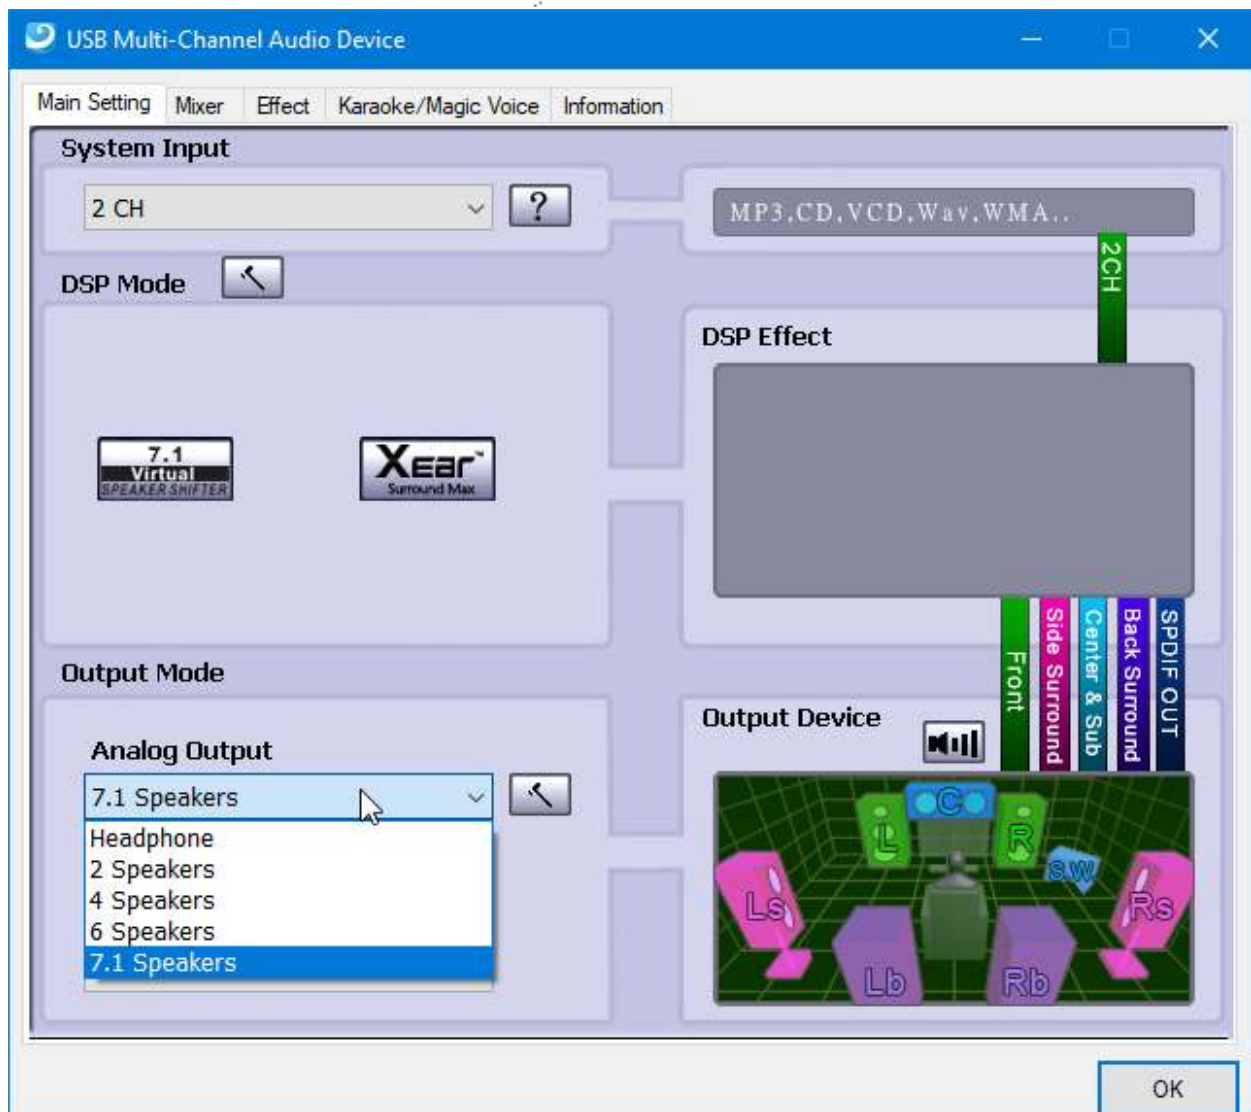 USB Multi-Channel Audio Device
Main Setting Mixer Effect Karaoke/Magic Voice Information
System Input
2 CH
?
MP3,CD,VCD,Wav,WMA..
2CH
DSP Mode
DSP Effect
7.1
Virtual
SPEAKER SHIFTER
Xear™
Surround Max
Front
Side Surround
Center & Sub
Back Surround
SPDIF OUT
Output Mode
Output Device
Analog Output
7.1 Speakers
Headphone
2 Speakers
4 Speakers
6 Speakers
7.1 Speakers
C
L
R
S.W
Ls
Rs
Lb
Rb
OK